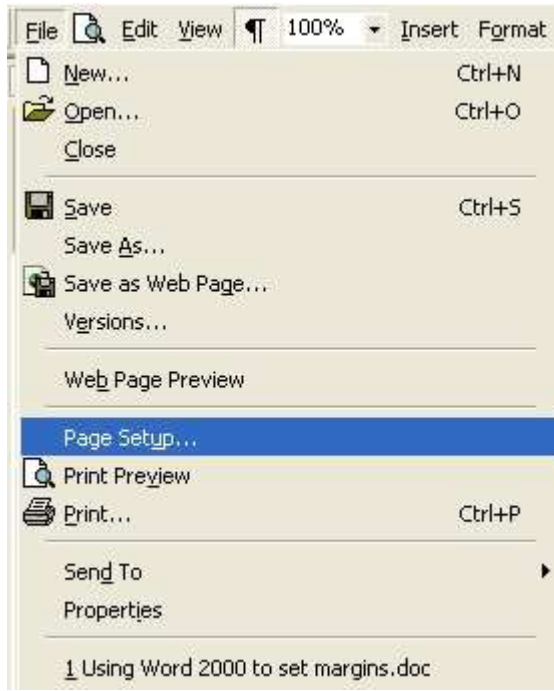 File Edit View ¶ 100% Insert Format
New... Ctrl+N
Open... Ctrl+O
Close
Save Ctrl+S
Save As...
Save as Web Page...
Versions...
Web Page Preview
Page Setup...
Print Preview
Print... Ctrl+P
Send To
Properties
1 Using Word 2000 to set margins.doc